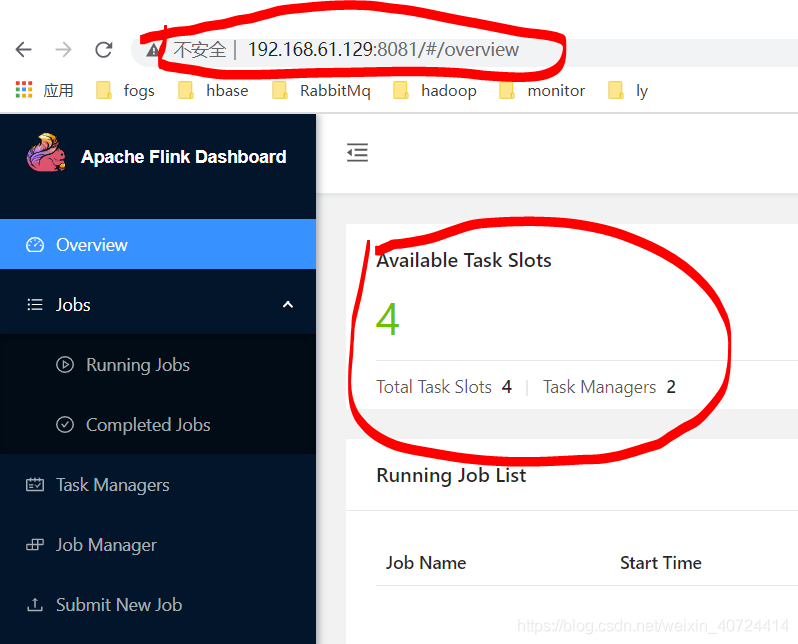 不安全 | 192.168.61.129:8081/#/overview
应用 fogs hbase RabbitMq hadoop monitor ly
Apache Flink Dashboard
Overview
Jobs
Running Jobs
Completed Jobs
Task Managers
Job Manager
Submit New Job
Available Task Slots
4
Total Task Slots 4 | Task Managers 2
Running Job List
Job Name Start Time
https://blog.csdn.net/weixin_40724414